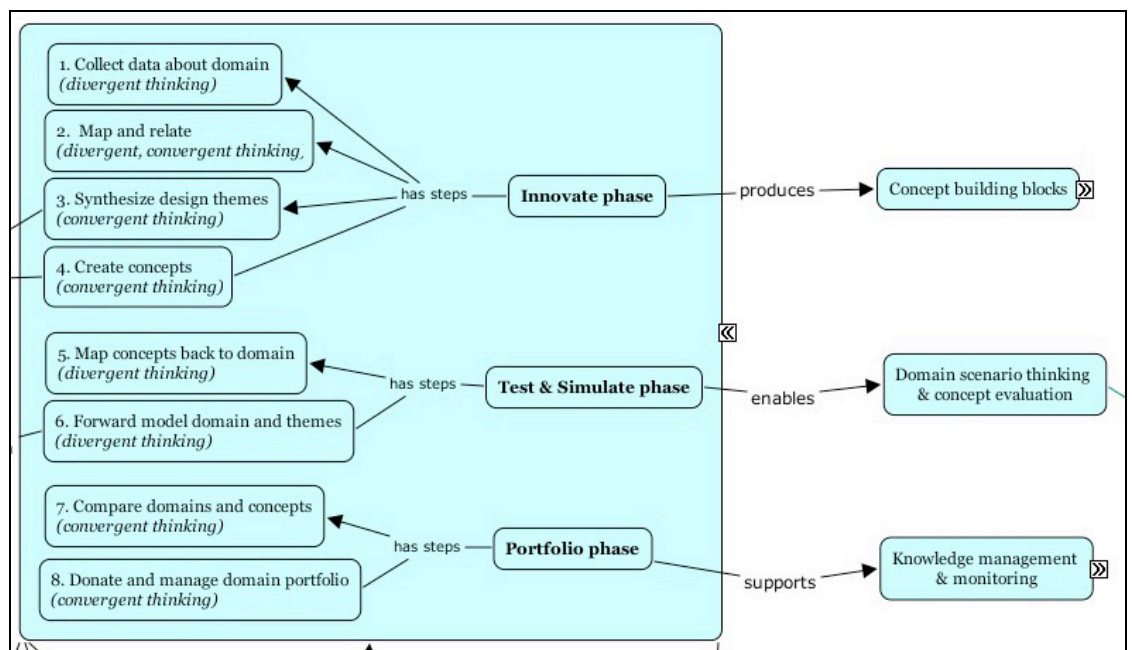 1. Collect data about domain
(divergent thinking)
2. Map and relate
(divergent, convergent thinking)
3. Synthesize design themes
(convergent thinking)
4. Create concepts
(convergent thinking)
has steps
Innovate phase
produces
Concept building blocks
5. Map concepts back to domain
(divergent thinking)
6. Forward model domain and themes
(divergent thinking)
has steps
Test & Simulate phase
enables
Domain scenario thinking
& concept evaluation
7. Compare domains and concepts
(convergent thinking)
8. Donate and manage domain portfolio
(convergent thinking)
has steps
Portfolio phase
supports
Knowledge management
& monitoring